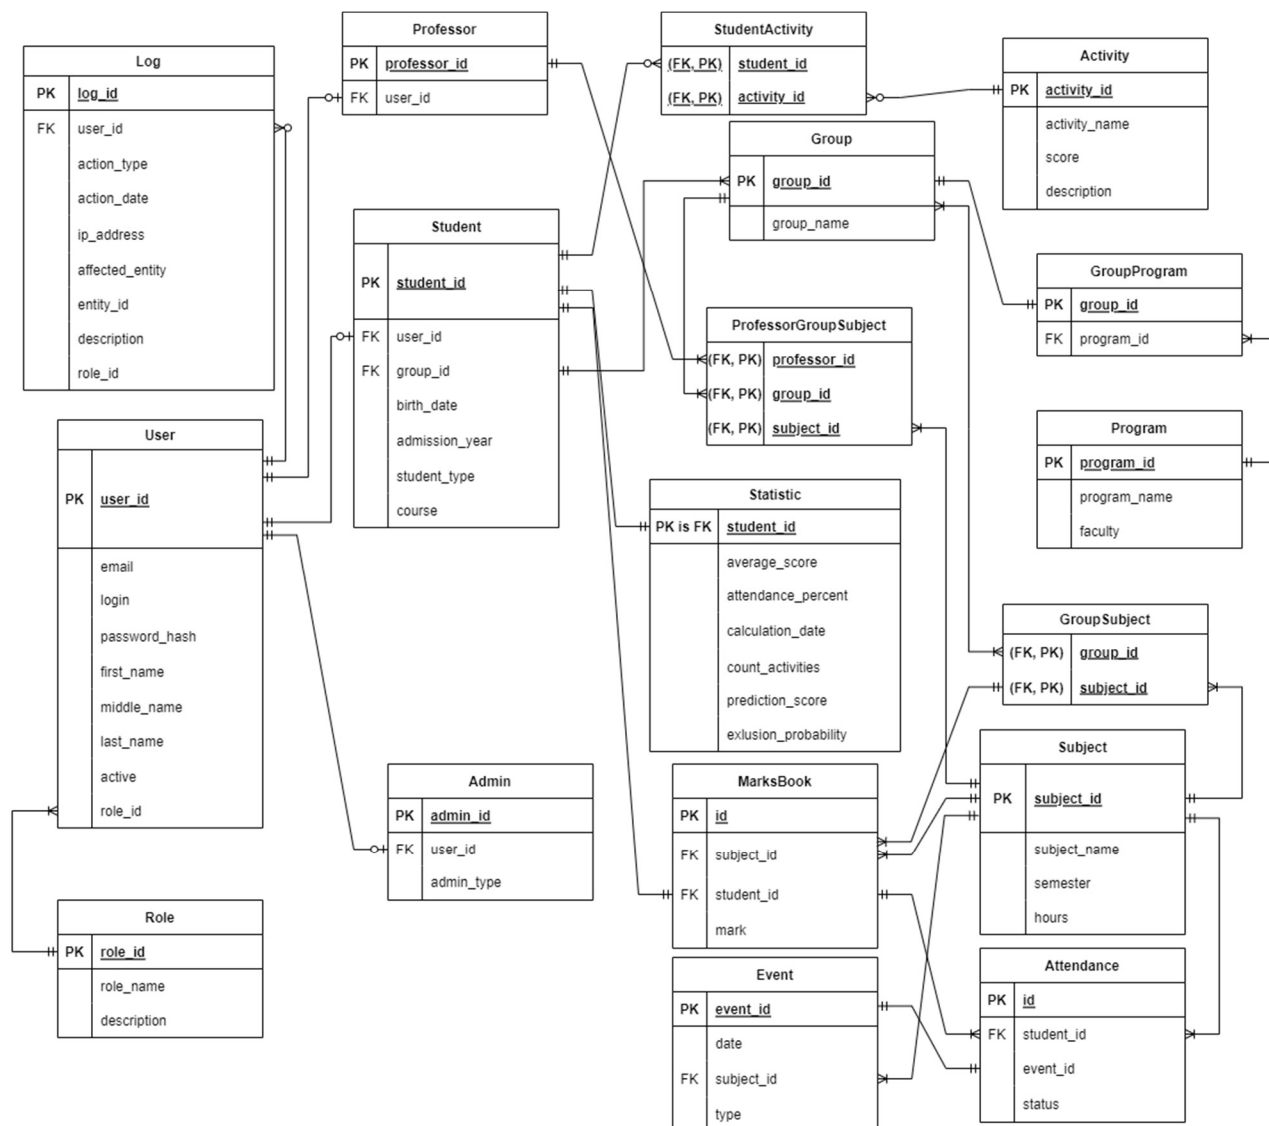 Log
PK log_id
FK user_id
action_type
action_date
ip_address
affected_entity
entity_id
description
role_id
Professor
PK professor_id
FK user_id
StudentActivity
(FK, PK) student_id
(FK, PK) activity_id
Activity
PK activity_id
activity_name
score
description
Group
PK group_id
group_name
Student
PK student_id
FK user_id
FK group_id
birth_date
admission_year
student_type
course
GroupProgram
PK group_id
FK program_id
ProfessorGroupSubject
(FK, PK) professor_id
(FK, PK) group_id
(FK, PK) subject_id
User
PK user_id
email
login
password_hash
first_name
middle_name
last_name
active
role_id
Program
PK program_id
program_name
faculty
Statistic
PK is FK student_id
average_score
attendance_percent
calculation_date
count_activities
prediction_score
exlusion_probability
GroupSubject
(FK, PK) group_id
(FK, PK) subject_id
Subject
PK subject_id
subject_name
semester
hours
Admin
PK admin_id
FK user_id
admin_type
MarksBook
PK id
FK subject_id
FK student_id
mark
Role
PK role_id
role_name
description
Event
PK event_id
date
FK subject_id
type
Attendance
PK id
FK student_id
event_id
status